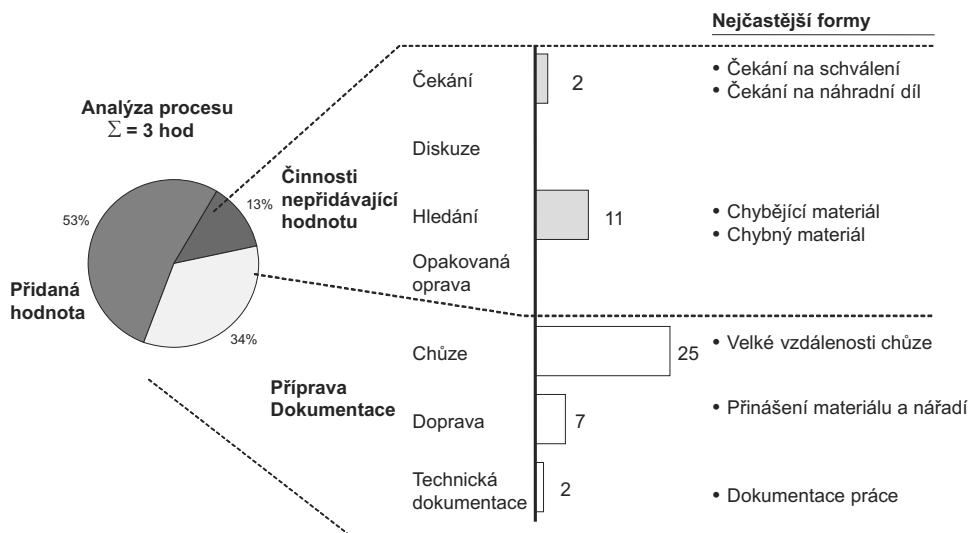 Nejčastější formy
Analýza procesu
∑ = 3 hod
53%
13%
34%
Přidaná
hodnota
Činnosti
nepřidávající
hodnotu
Příprava
Dokumentace
Čekání
2
• Čekání na schválení
• Čekání na náhradní díl
Diskuze
Hledání
11
• Chybějící materiál
• Chybný materiál
Opakovaná
oprava
Chůze
25
• Velké vzdálenosti chůze
Doprava
7
• Přinášení materiálu a nářadí
Technická
dokumentace
2
• Dokumentace práce